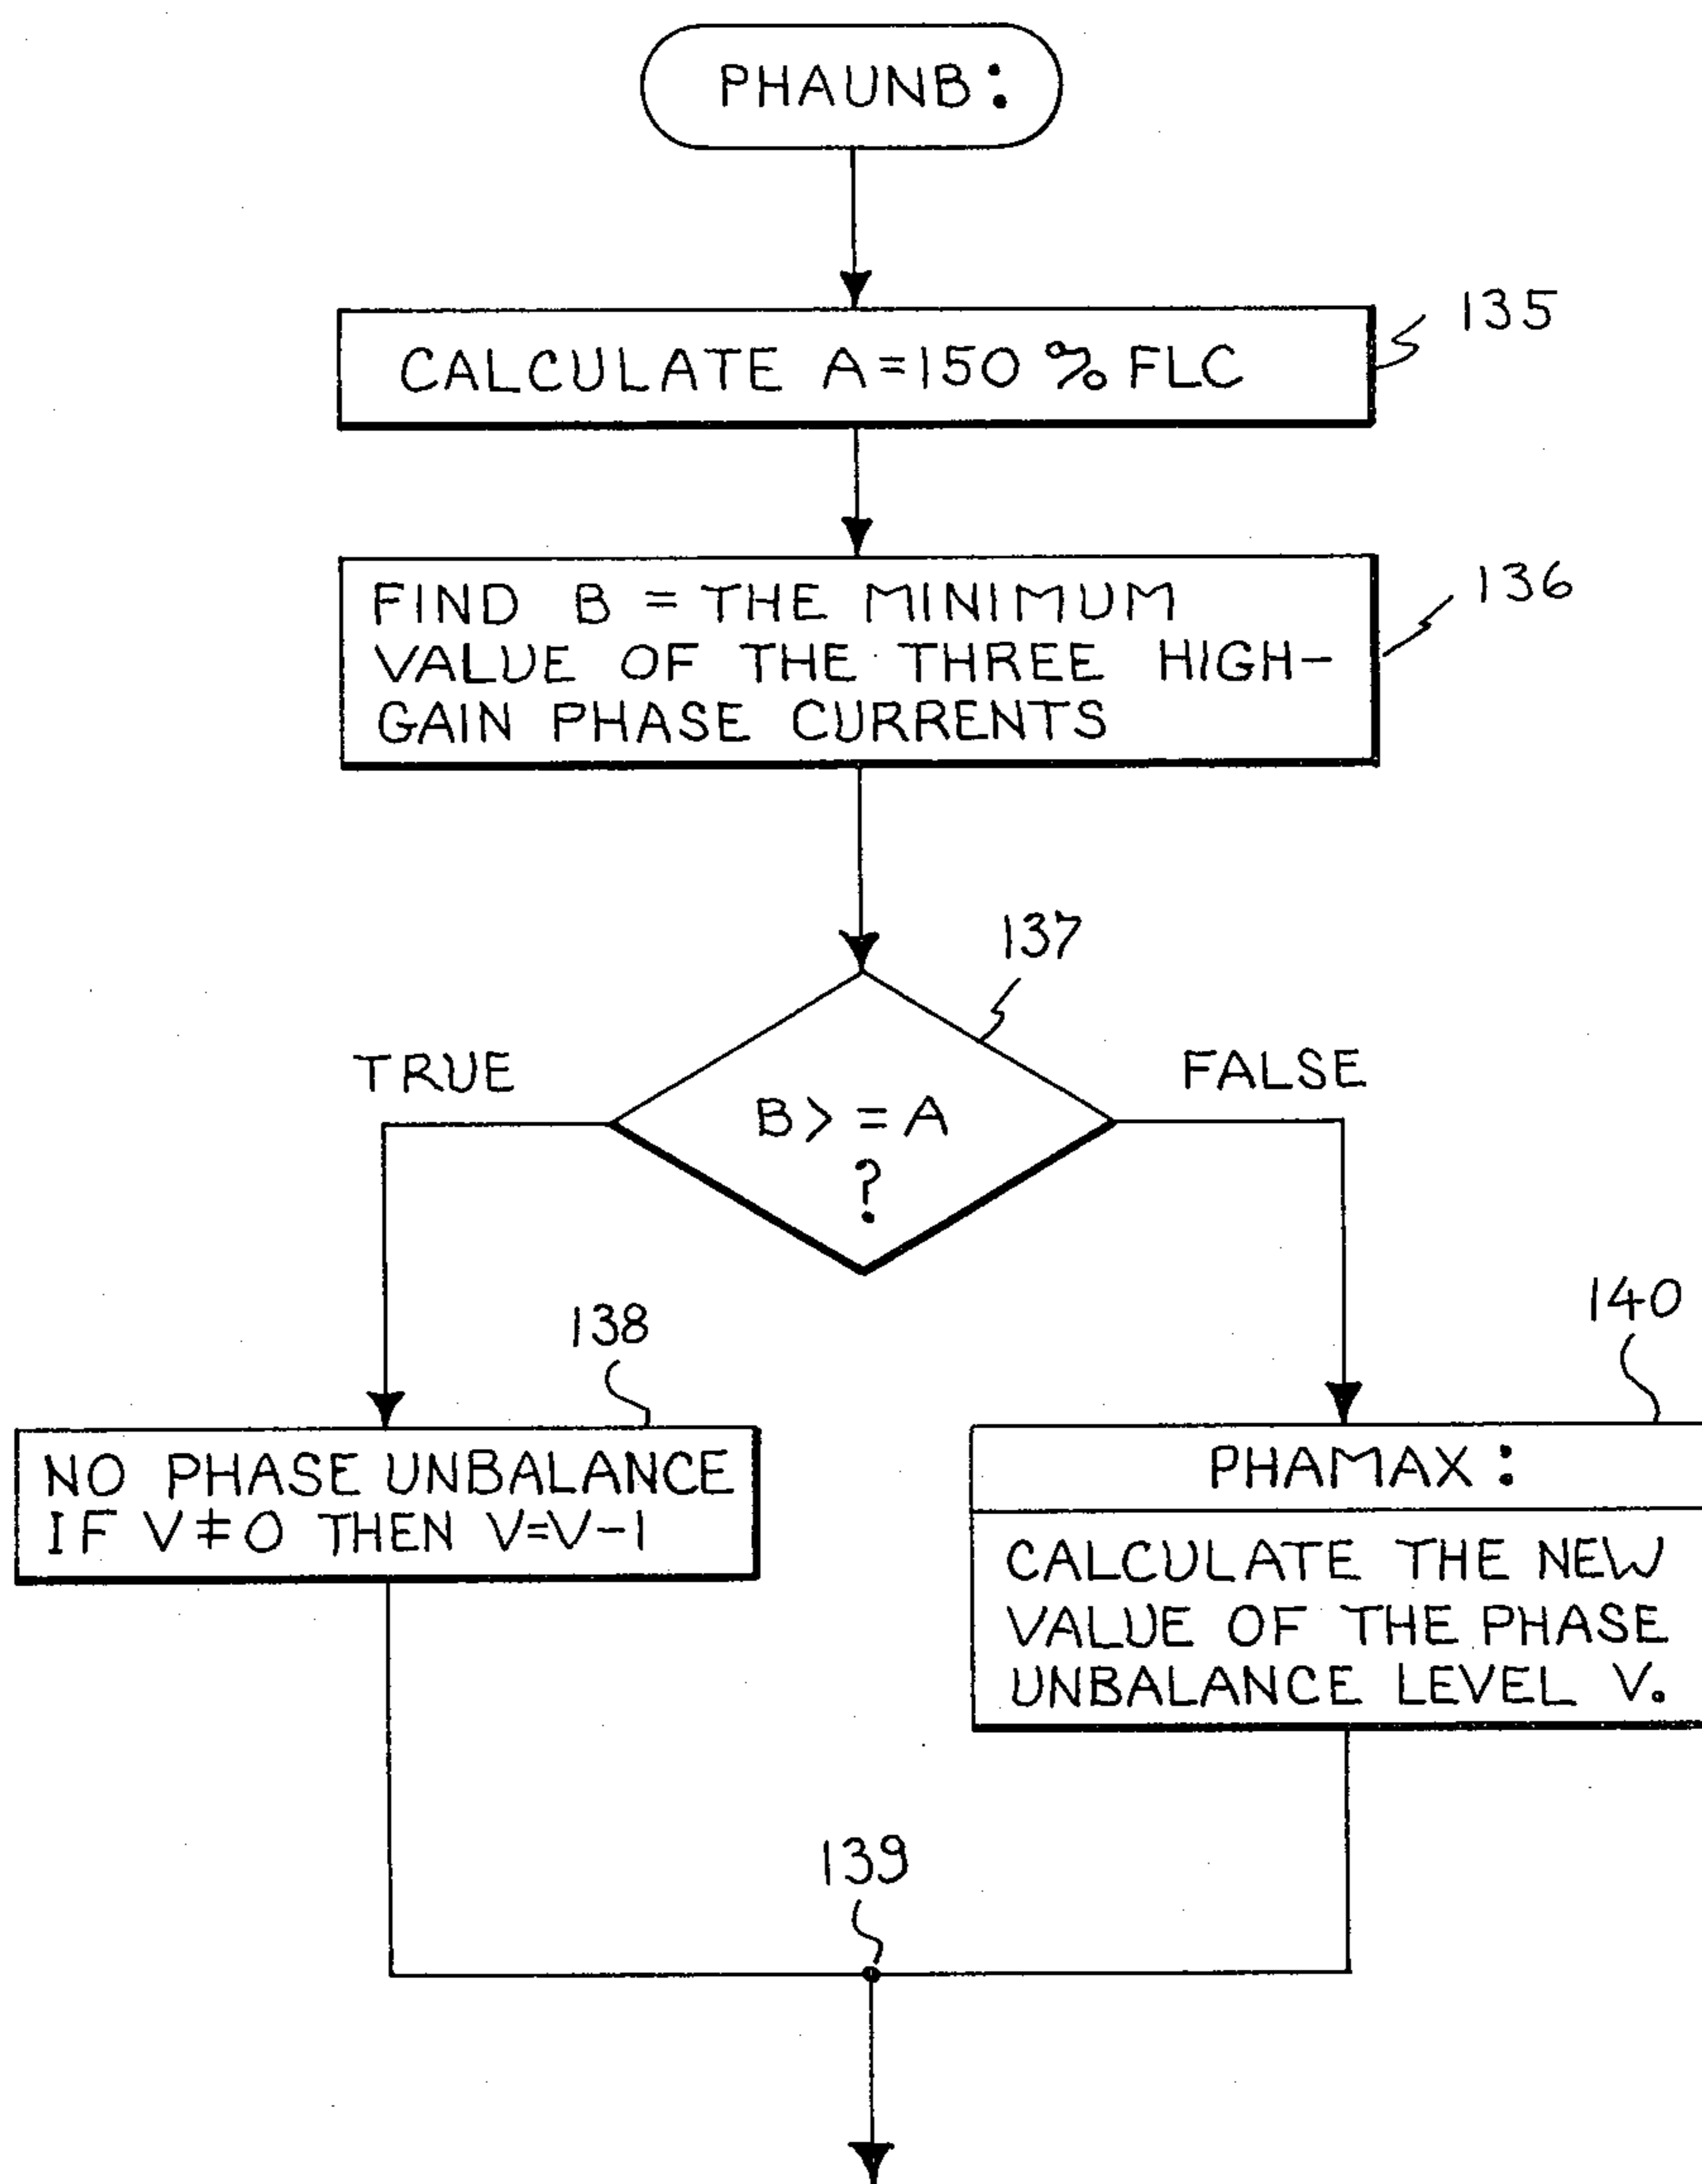 PHAUNB:
135
CALCULATE A=150 % FLC
136
FIND B = THE MINIMUM
VALUE OF THE THREE HIGH-
GAIN PHASE CURRENTS
137
TRUE
FALSE
B> =A
?
138
140
NO PHASE UNBALANCE
IF V≠0 THEN V=V-1
PHAMAX:
CALCULATE THE NEW
VALUE OF THE PHASE
UNBALANCE LEVEL V.
139